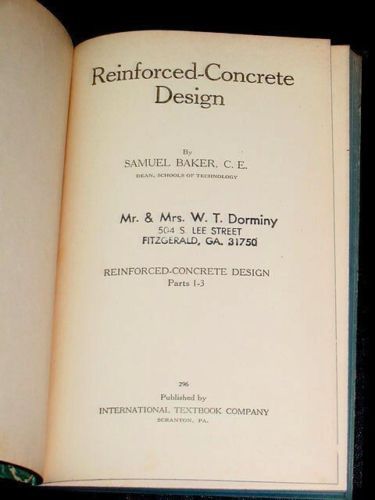 Reinforced-Concrete
Design
By
SAMUEL BAKER, C. E.
DEAN, SCHOOLS OF TECHNOLOGY
Mr. & Mrs. W. T. Dorminy
504 S. LEE STREET
FITZGERALD, GA. 31750
REINFORCED-CONCRETE DESIGN
Parts 1-3
296
Published by
INTERNATIONAL TEXTBOOK COMPANY
SCRANTON, PA.